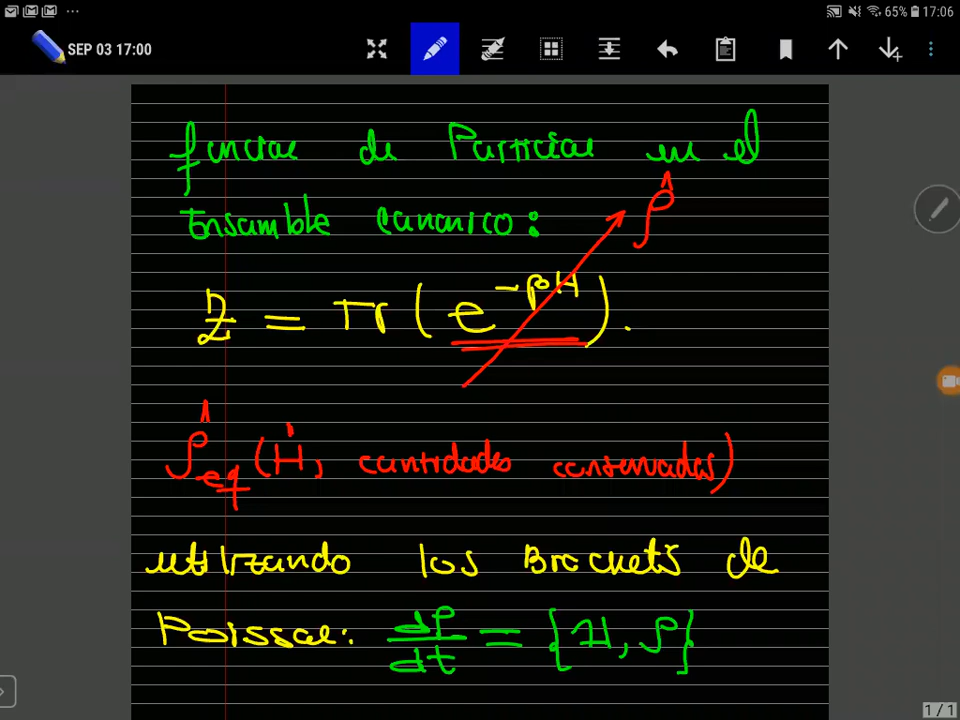 65% 17:06
SEP 03 17:00
funcion de Particion en el
Ensamble canonico:
ρ̂
Z = Tr ( e^{-βH} ).
ρ̂_eq (Ĥ, cantidades conservadas)
utilizando los Brackets de
Poisson: dρ/dt = {H, ρ}
1/1